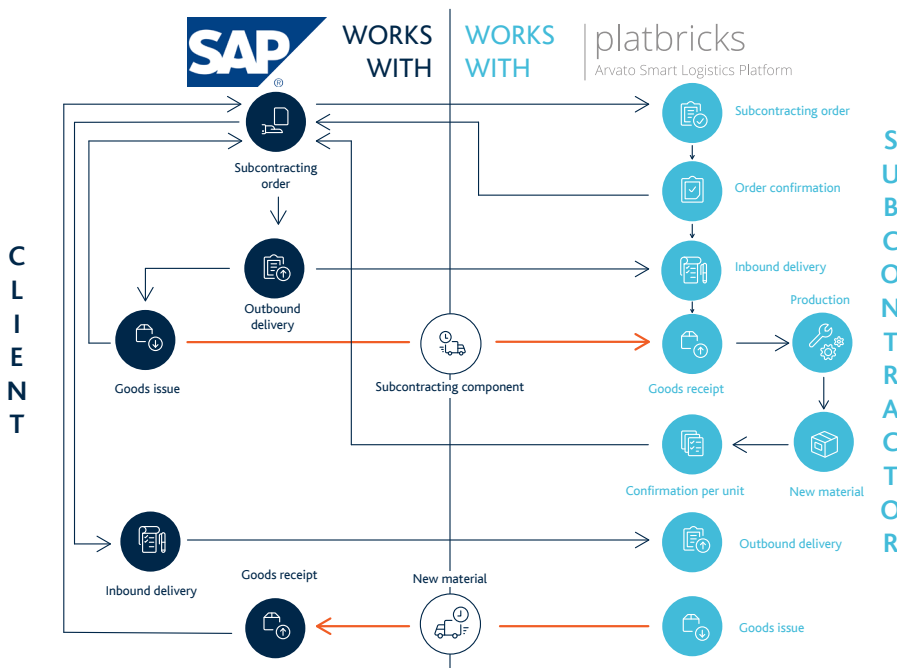 SAP
®
WORKS
WITH
WORKS
WITH
platbricks
Arvato Smart Logistics Platform
CLIENT
SUBCONTRACTOR
Subcontracting
order
Subcontracting order
Order confirmation
Outbound
delivery
Inbound delivery
Production
Goods issue
Subcontracting component
Goods receipt
Confirmation per unit
New material
Inbound delivery
Outbound delivery
Goods receipt
New material
Goods issue